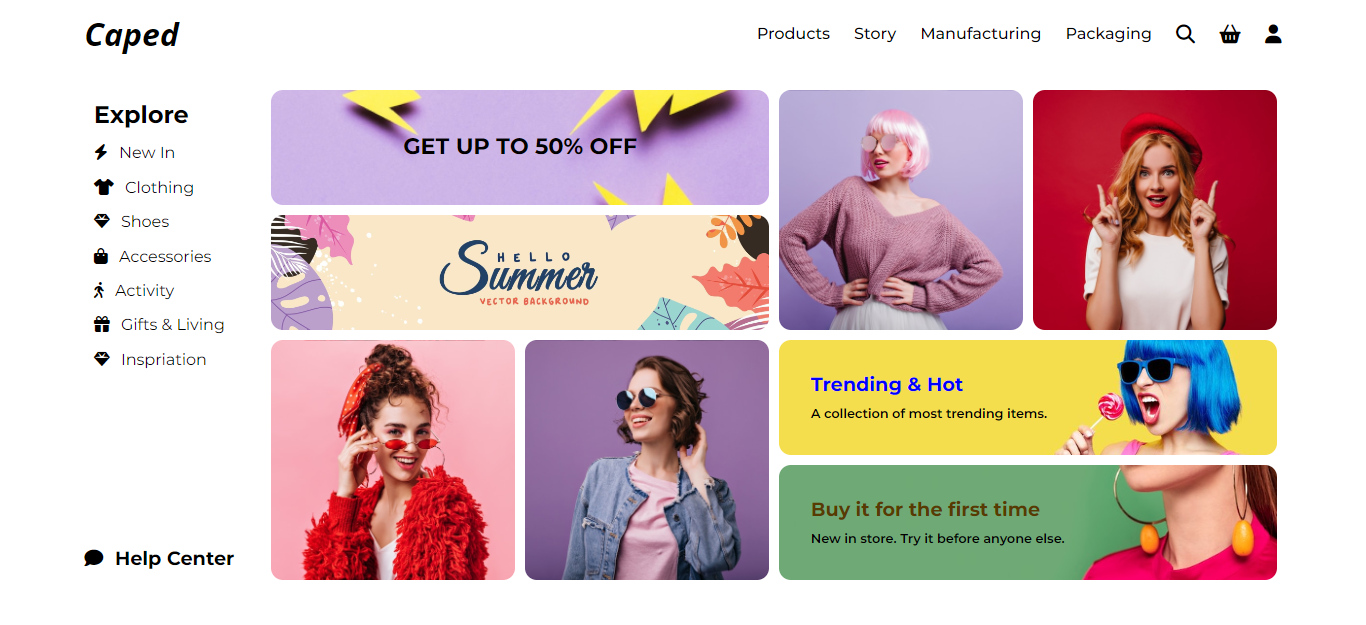 Caped
Products Story Manufacturing Packaging
Explore
New In
Clothing
Shoes
Accessories
Activity
Gifts & Living
Inspriation
Help Center
GET UP TO 50% OFF
HELLO
Summer
VECTOR BACKGROUND
Trending & Hot
A collection of most trending items.
Buy it for the first time
New in store. Try it before anyone else.